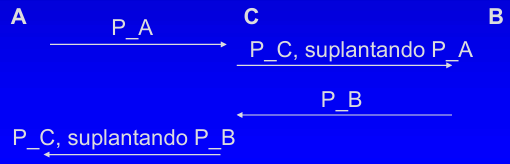 A C B
P_A
P_C, suplantando P_A
P_B
P_C, suplantando P_B